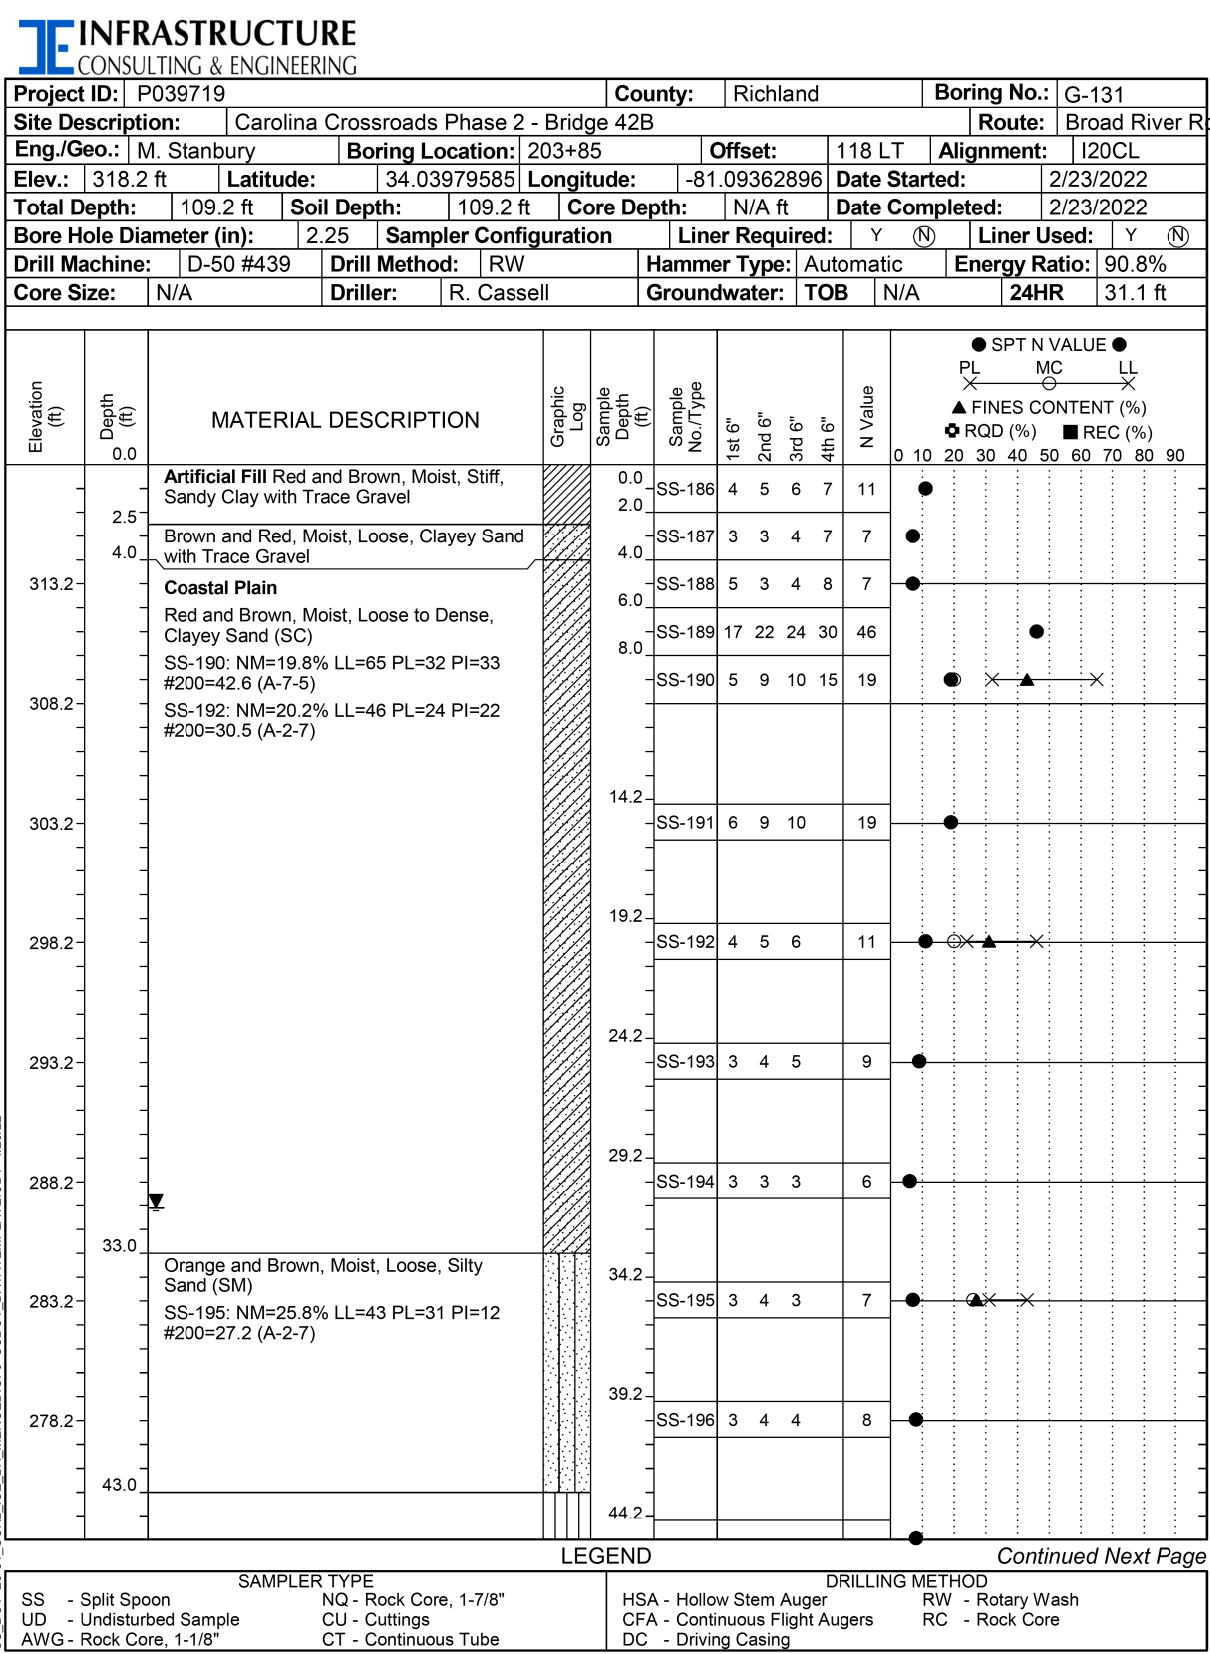 INFRASTRUCTURE
CONSULTING & ENGINEERING
Project ID: P039719 County: Richland Boring No.: G-131
Site Description: Carolina Crossroads Phase 2 - Bridge 42B Route: Broad River
Eng./Geo.: M. Stanbury Boring Location: 203+85 Offset: 118 LT Alignment: I20CL
Elev.: 318.2 ft Latitude: 34.03979585 Longitude: -81.09362896 Date Started: 2/23/2022
Total Depth: 109.2 ft Soil Depth: 109.2 ft Core Depth: N/A ft Date Completed: 2/23/2022
Bore Hole Diameter (in): 2.25 Sampler Configuration Liner Required: Y N Liner Used: Y N
Drill Machine: D-50 #439 Drill Method: RW Hammer Type: Automatic Energy Ratio: 90.8%
Core Size: N/A Driller: R. Cassell Groundwater: TOB N/A 24HR 31.1 ft
Elevation (ft)
Depth (ft)
0.0
MATERIAL DESCRIPTION
Graphic Log
Sample Depth (ft)
Sample No./Type
1st 6"
2nd 6"
3rd 6"
4th 6"
N Value
SPT N VALUE
PL MC LL
FINES CONTENT (%)
RQD (%) REC (%)
0 10 20 30 40 50 60 70 80 90
Artificial Fill Red and Brown, Moist, Stiff,
Sandy Clay with Trace Gravel
0.0
SS-186 4 5 6 7 11
2.0
2.5
Brown and Red, Moist, Loose, Clayey Sand
with Trace Gravel
SS-187 3 3 4 7 7
4.0
4.0
Coastal Plain
313.2
SS-188 5 3 4 8 7
6.0
Red and Brown, Moist, Loose to Dense,
Clayey Sand (SC)
SS-189 17 22 24 30 46
8.0
SS-190: NM=19.8% LL=65 PL=32 PI=33
#200=42.6 (A-7-5)
SS-190 5 9 10 15 19
308.2
SS-192: NM=20.2% LL=46 PL=24 PI=22
#200=30.5 (A-2-7)
14.2
303.2
SS-191 6 9 10 19
19.2
298.2
SS-192 4 5 6 11
24.2
293.2
SS-193 3 4 5 9
29.2
288.2
SS-194 3 3 3 6
33.0
Orange and Brown, Moist, Loose, Silty
Sand (SM)
34.2
283.2
SS-195 3 4 3 7
SS-195: NM=25.8% LL=43 PL=31 PI=12
#200=27.2 (A-2-7)
39.2
278.2
SS-196 3 4 4 8
43.0
44.2
LEGEND
Continued Next Page
SAMPLER TYPE
SS - Split Spoon NQ - Rock Core, 1-7/8"
UD - Undisturbed Sample CU - Cuttings
AWG - Rock Core, 1-1/8" CT - Continuous Tube
DRILLING METHOD
HSA - Hollow Stem Auger RW - Rotary Wash
CFA - Continuous Flight Augers RC - Rock Core
DC - Driving Casing